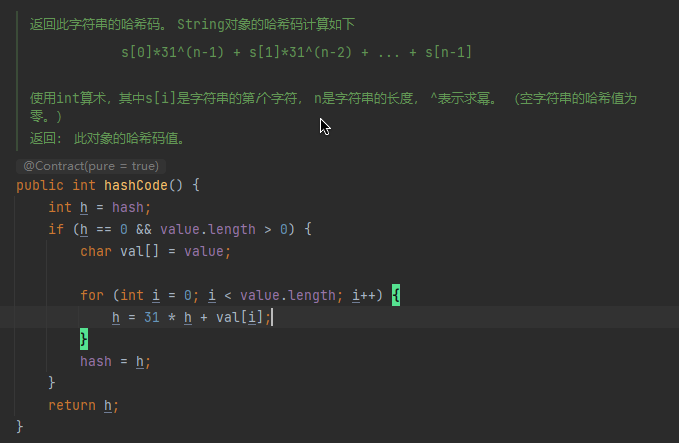 返回此字符串的哈希码。 String对象的哈希码计算如下
s[0]*31^(n-1) + s[1]*31^(n-2) + ... + s[n-1]
使用int算术，其中s[i]是字符串的第i个字符， n是字符串的长度， ^表示求幂。 （空字符串的哈希值为
零。）
返回： 此对象的哈希码值。
@Contract(pure = true)
public int hashCode() {
    int h = hash;
    if (h == 0 && value.length > 0) {
        char val[] = value;
        for (int i = 0; i < value.length; i++) {
            h = 31 * h + val[i];
        }
        hash = h;
    }
    return h;
}